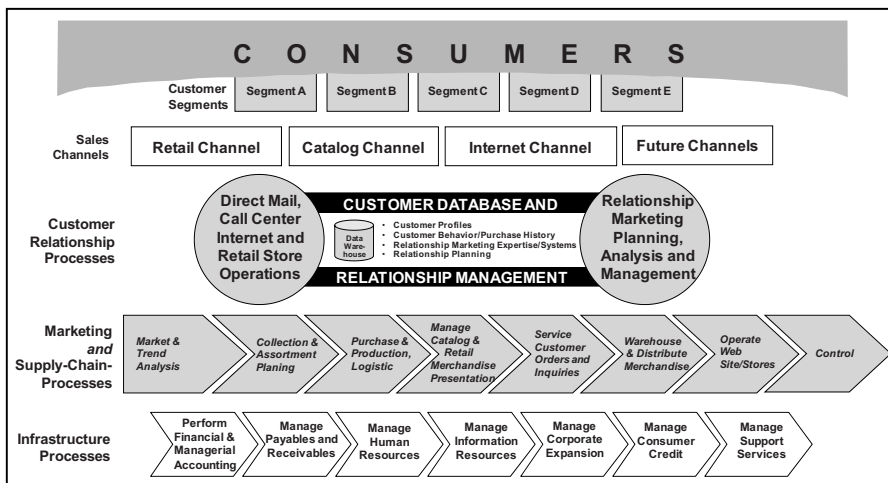 C O N S U M E R S
Customer
Segments
Segment A
Segment B
Segment C
Segment D
Segment E
Sales
Channels
Retail Channel
Catalog Channel
Internet Channel
Future Channels
Customer
Relationship
Processes
Direct Mail,
Call Center
Internet and
Retail Store
Operations
CUSTOMER DATABASE AND
Data
Ware-
house
• Customer Profiles
• Customer Behavior/Purchase History
• Relationship Marketing Expertise/Systems
• Relationship Planning
RELATIONSHIP MANAGEMENT
Relationship
Marketing
Planning,
Analysis and
Management
Marketing
and
Supply-Chain-
Processes
Market &
Trend
Analysis
Collection &
Assortment
Planing
Purchase &
Production,
Logistic
Manage
Catalog &
Retail
Merchandise
Presentation
Service
Customer
Orders and
Inquiries
Warehouse
& Distribute
Merchandise
Operate
Web
Site/Stores
Control
Infrastructure
Processes
Perform
Financial &
Managerial
Accounting
Manage
Payables and
Receivables
Manage
Human
Resources
Manage
Information
Resources
Manage
Corporate
Expansion
Manage
Consumer
Credit
Manage
Support
Services